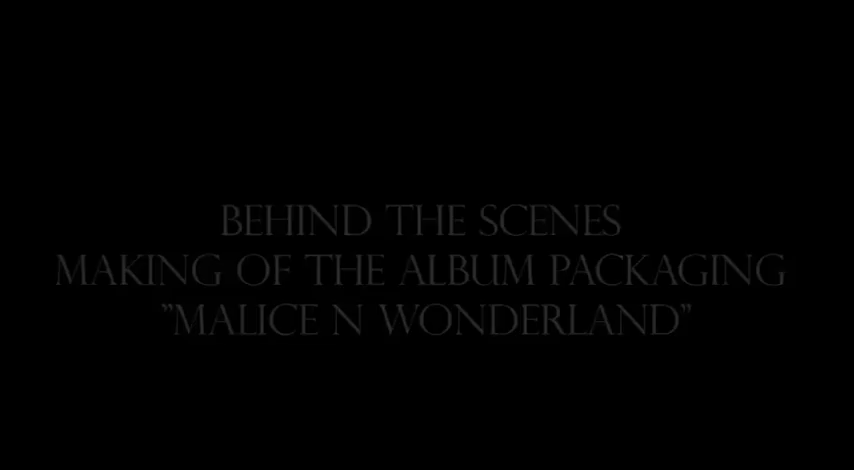 BEHIND THE SCENES
MAKING OF THE ALBUM PACKAGING
"MALICE N WONDERLAND"